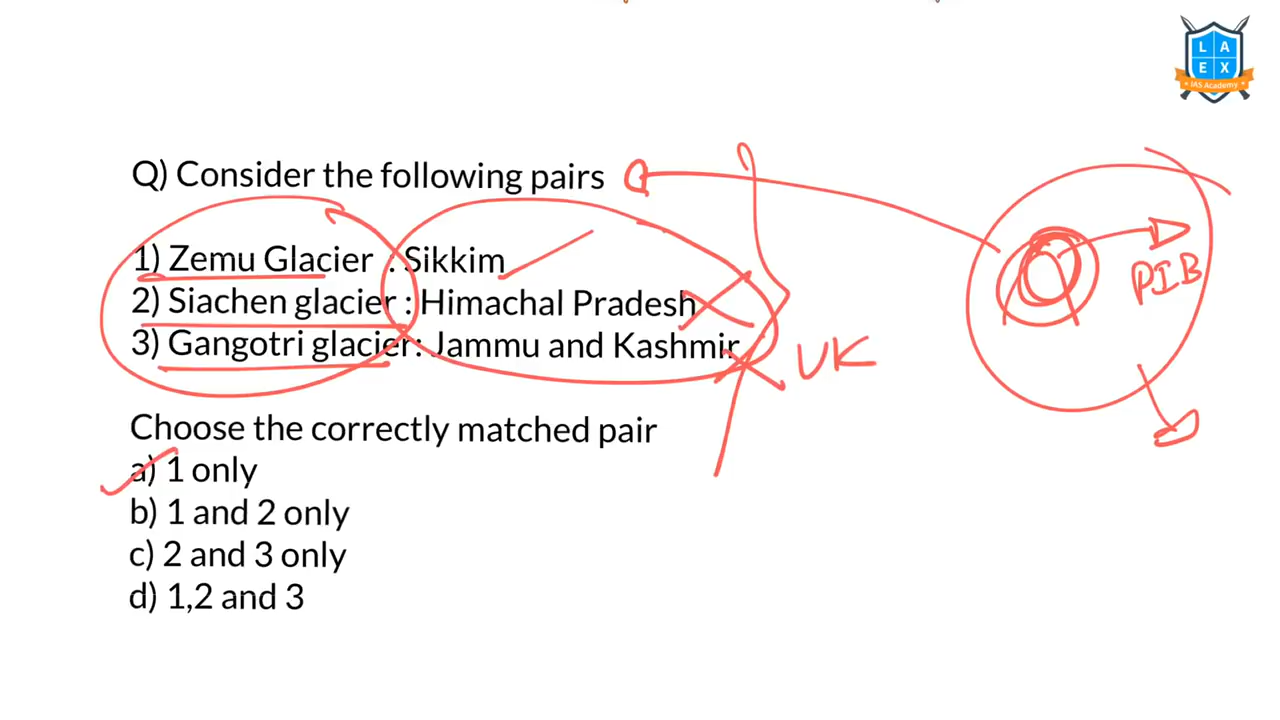 L A
E X
IAS Academy
Q) Consider the following pairs
1) Zemu Glacier : Sikkim
2) Siachen glacier : Himachal Pradesh
3) Gangotri glacier : Jammu and Kashmir
UK
PIB
Choose the correctly matched pair
a) 1 only
b) 1 and 2 only
c) 2 and 3 only
d) 1,2 and 3